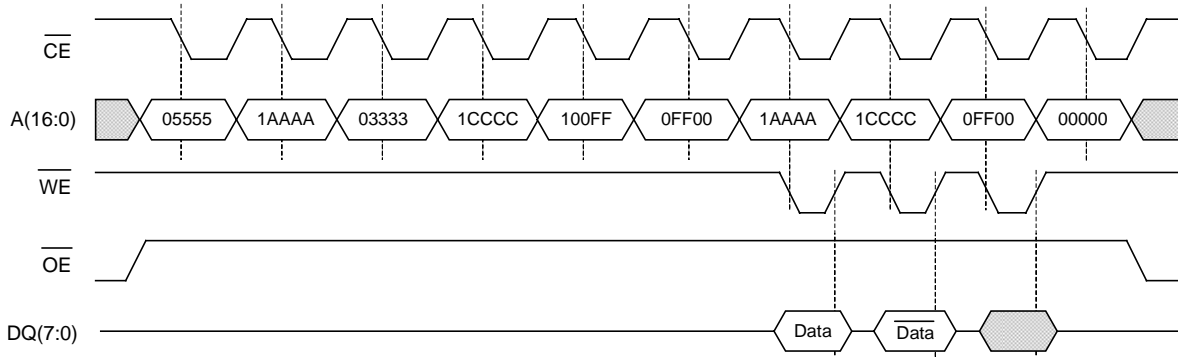 CE
A(16:0) 05555 1AAAA 03333 1CCCC 100FF 0FF00 1AAAA 1CCCC 0FF00 00000
WE
OE
DQ(7:0) Data Data